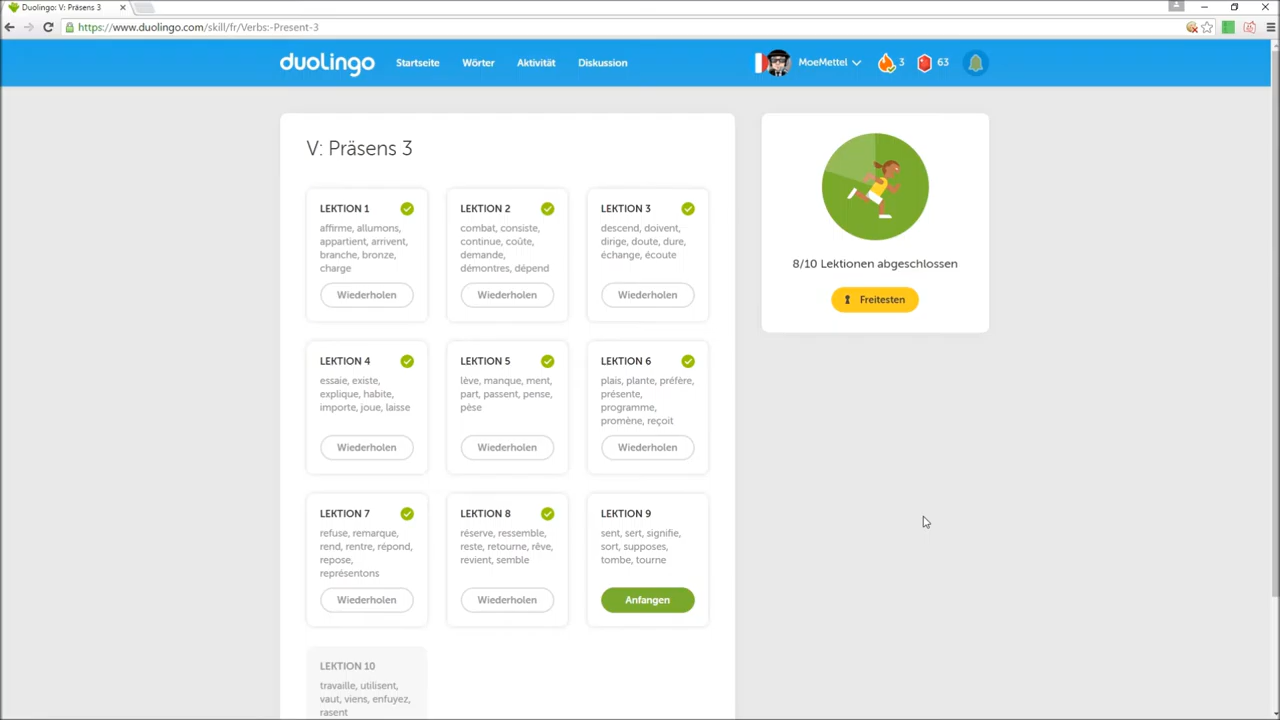 Duolingo: V: Präsens 3
https://www.duolingo.com/skill/fr/Verbs:-Present-3
duolingo Startseite Wörter Aktivität Diskussion MoeMettel 3 63
V: Präsens 3
LEKTION 1
affirme, allumons,
appartient, arrivent,
branche, bronze,
charge
Wiederholen
LEKTION 2
combat, consiste,
continue, coûte,
demande,
démontres, dépend
Wiederholen
LEKTION 3
descend, doivent,
dirige, doute, dure,
échange, écoute
Wiederholen
LEKTION 4
essaie, existe,
explique, habite,
importe, joue, laisse
Wiederholen
LEKTION 5
lève, manque, ment,
part, passent, pense,
pèse
Wiederholen
LEKTION 6
plais, plante, préfère,
présente,
programme,
promène, reçoit
Wiederholen
LEKTION 7
refuse, remarque,
rend, rentre, répond,
repose,
représentons
Wiederholen
LEKTION 8
réserve, ressemble,
reste, retourne, rêve,
revient, semble
Wiederholen
LEKTION 9
sent, sert, signifie,
sort, supposes,
tombe, tourne
Anfangen
LEKTION 10
travaille, utilisent,
vaut, viens, enfuyez,
rasent
8/10 Lektionen abgeschlossen
Freitesten